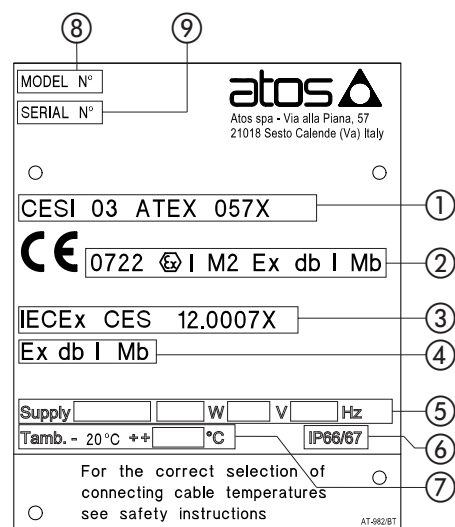 ⑧ ⑨
MODEL N°
SERIAL N°
atos
Atos spa - Via alla Piana, 57
21018 Sesto Calende (Va) Italy
CESI 03 ATEX 057X ①
CE 0722 Ex I M2 Ex db I Mb ②
IECEx CES 12.0007X ③
Ex db I Mb ④
Supply W V Hz ⑤
Tamb. - 20°C ++ °C IP66/67 ⑥
⑦
For the correct selection of
connecting cable temperatures
see safety instructions
AT-982/BT